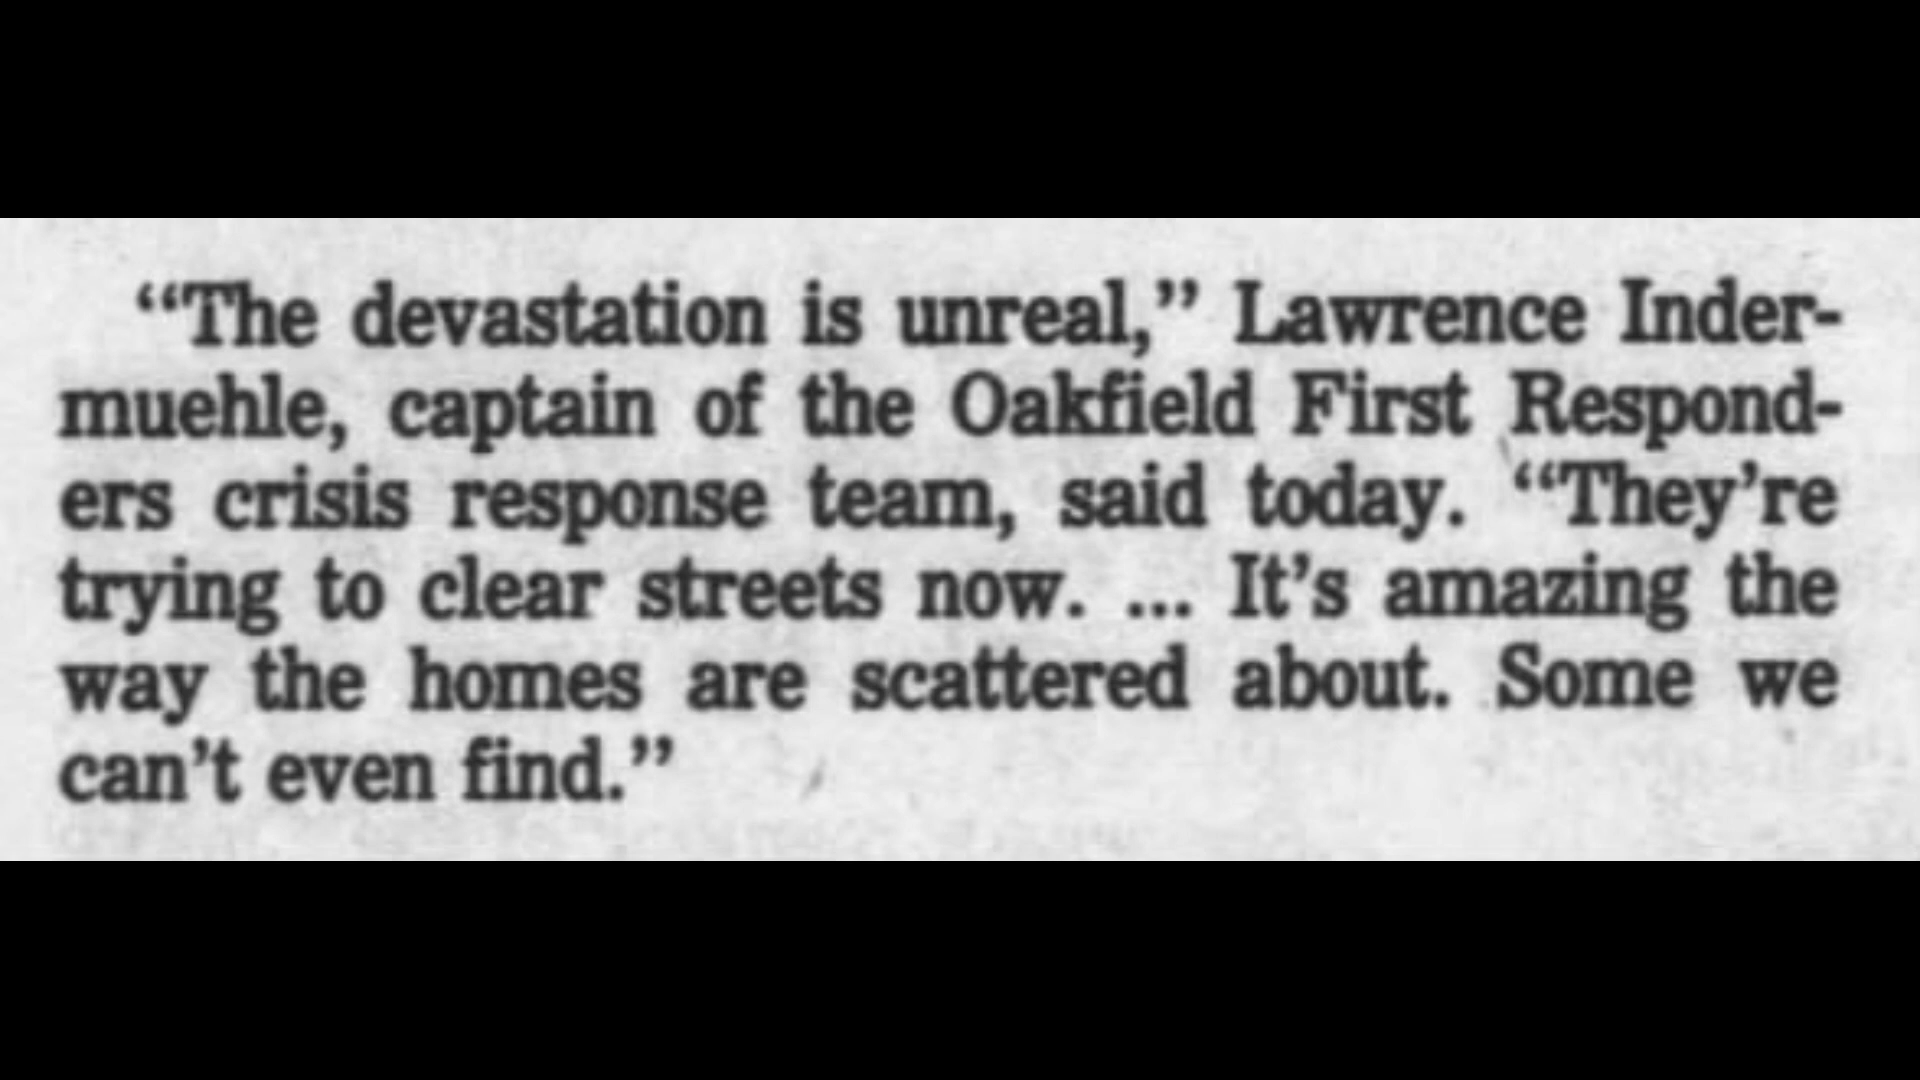 “The devastation is unreal,” Lawrence Inder-
muehle, captain of the Oakfield First Respond-
ers crisis response team, said today. “They’re
trying to clear streets now. ... It’s amazing the
way the homes are scattered about. Some we
can’t even find.”